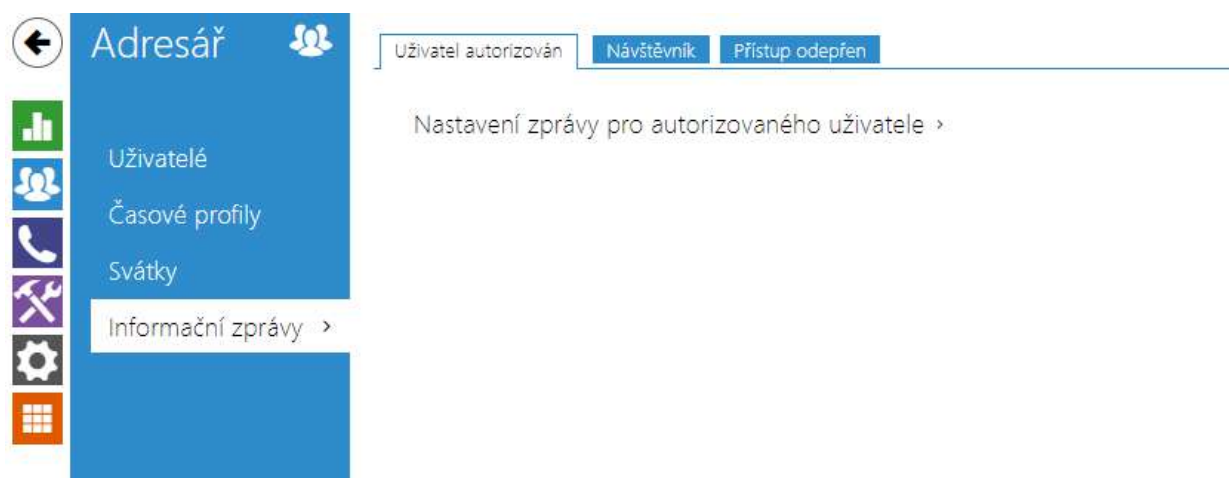 Adresář
Uživatelé
Časové profily
Svátky
Informační zprávy
Uživatel autorizován
Návštěvník
Přístup odepřen
Nastavení zprávy pro autorizovaného uživatele